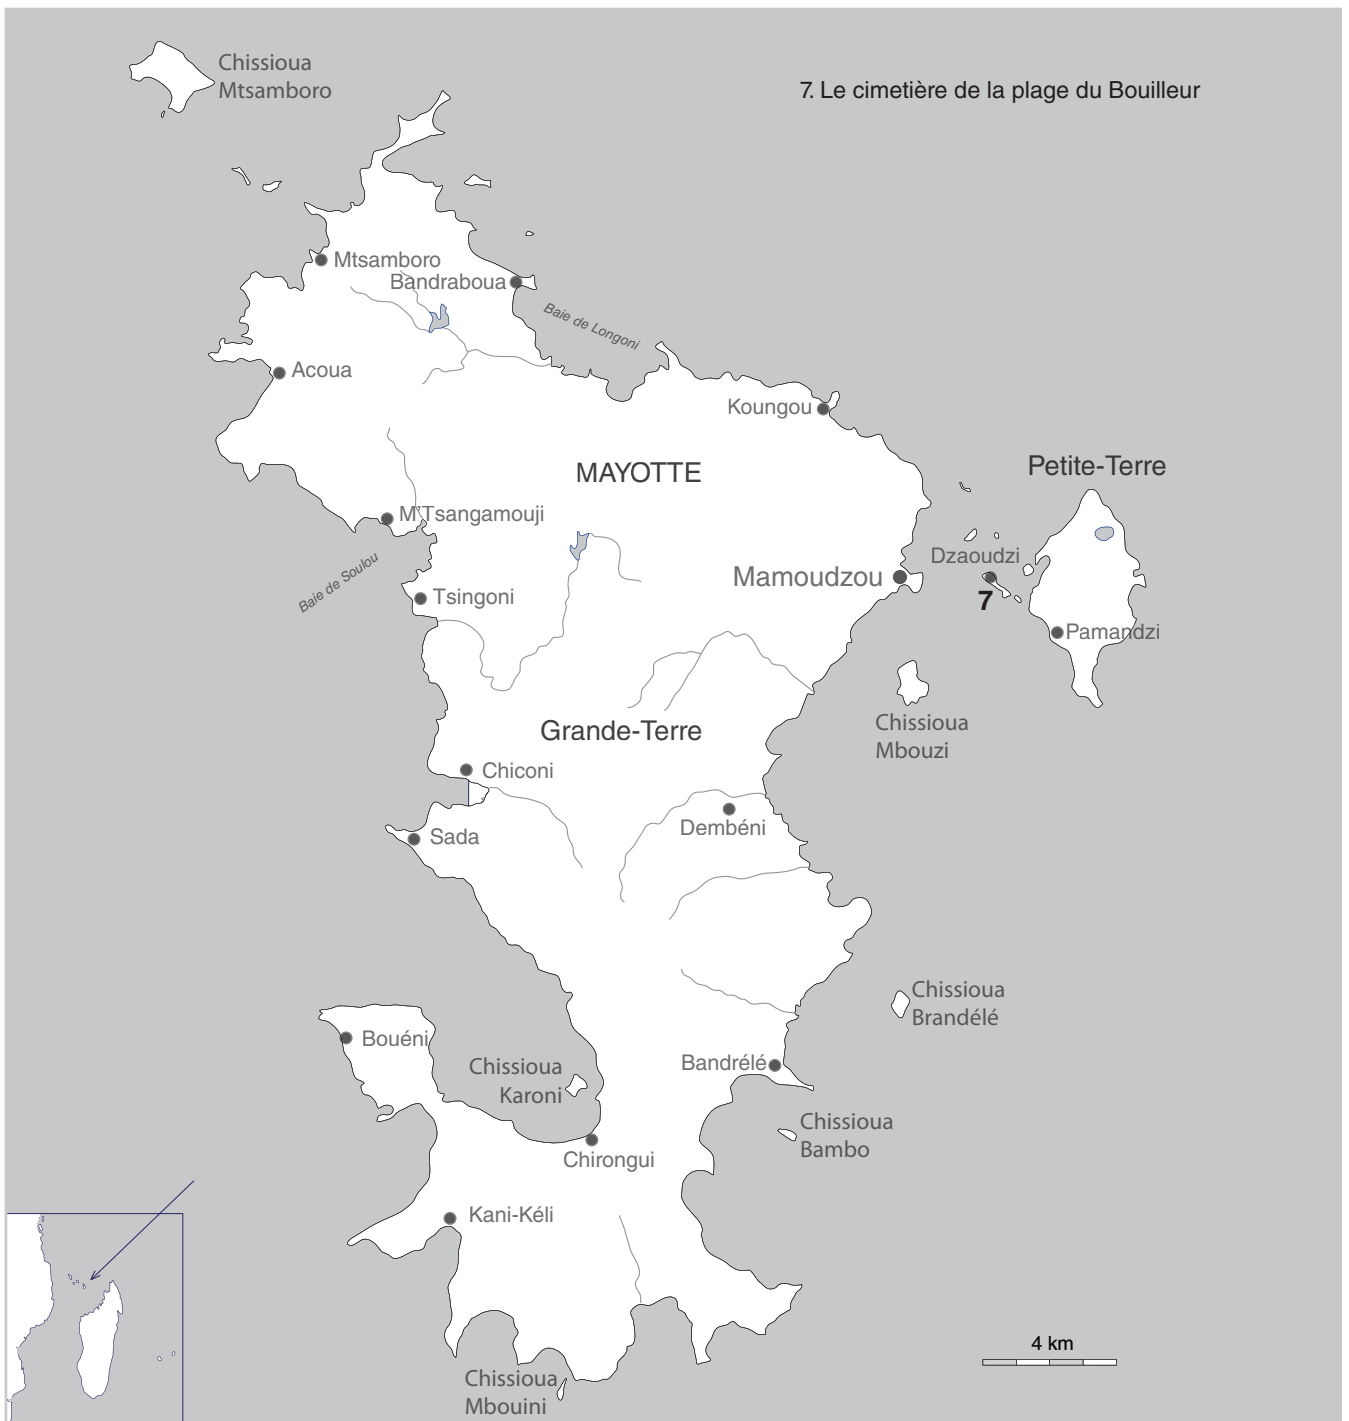 Chissioua
Mtsamboro
7. Le cimetière de la plage du Bouilleur
Mtsamboro
Bandraboua
Baie de Longoni
Acoua
Koungou
MAYOTTE
Petite-Terre
M'Tsangamouji
Dzaoudzi
Baie de Soulou
Mamoudzou
Tsingoni
7
Pamandzi
Chissioua
Mbouzi
Grande-Terre
Chiconi
Dembéni
Sada
Chissioua
Brandélé
Bouéni
Chissioua
Karoni
Bandrélé
Chissioua
Bambo
Chirongui
Kani-Kéli
4 km
Chissioua
Mbouini